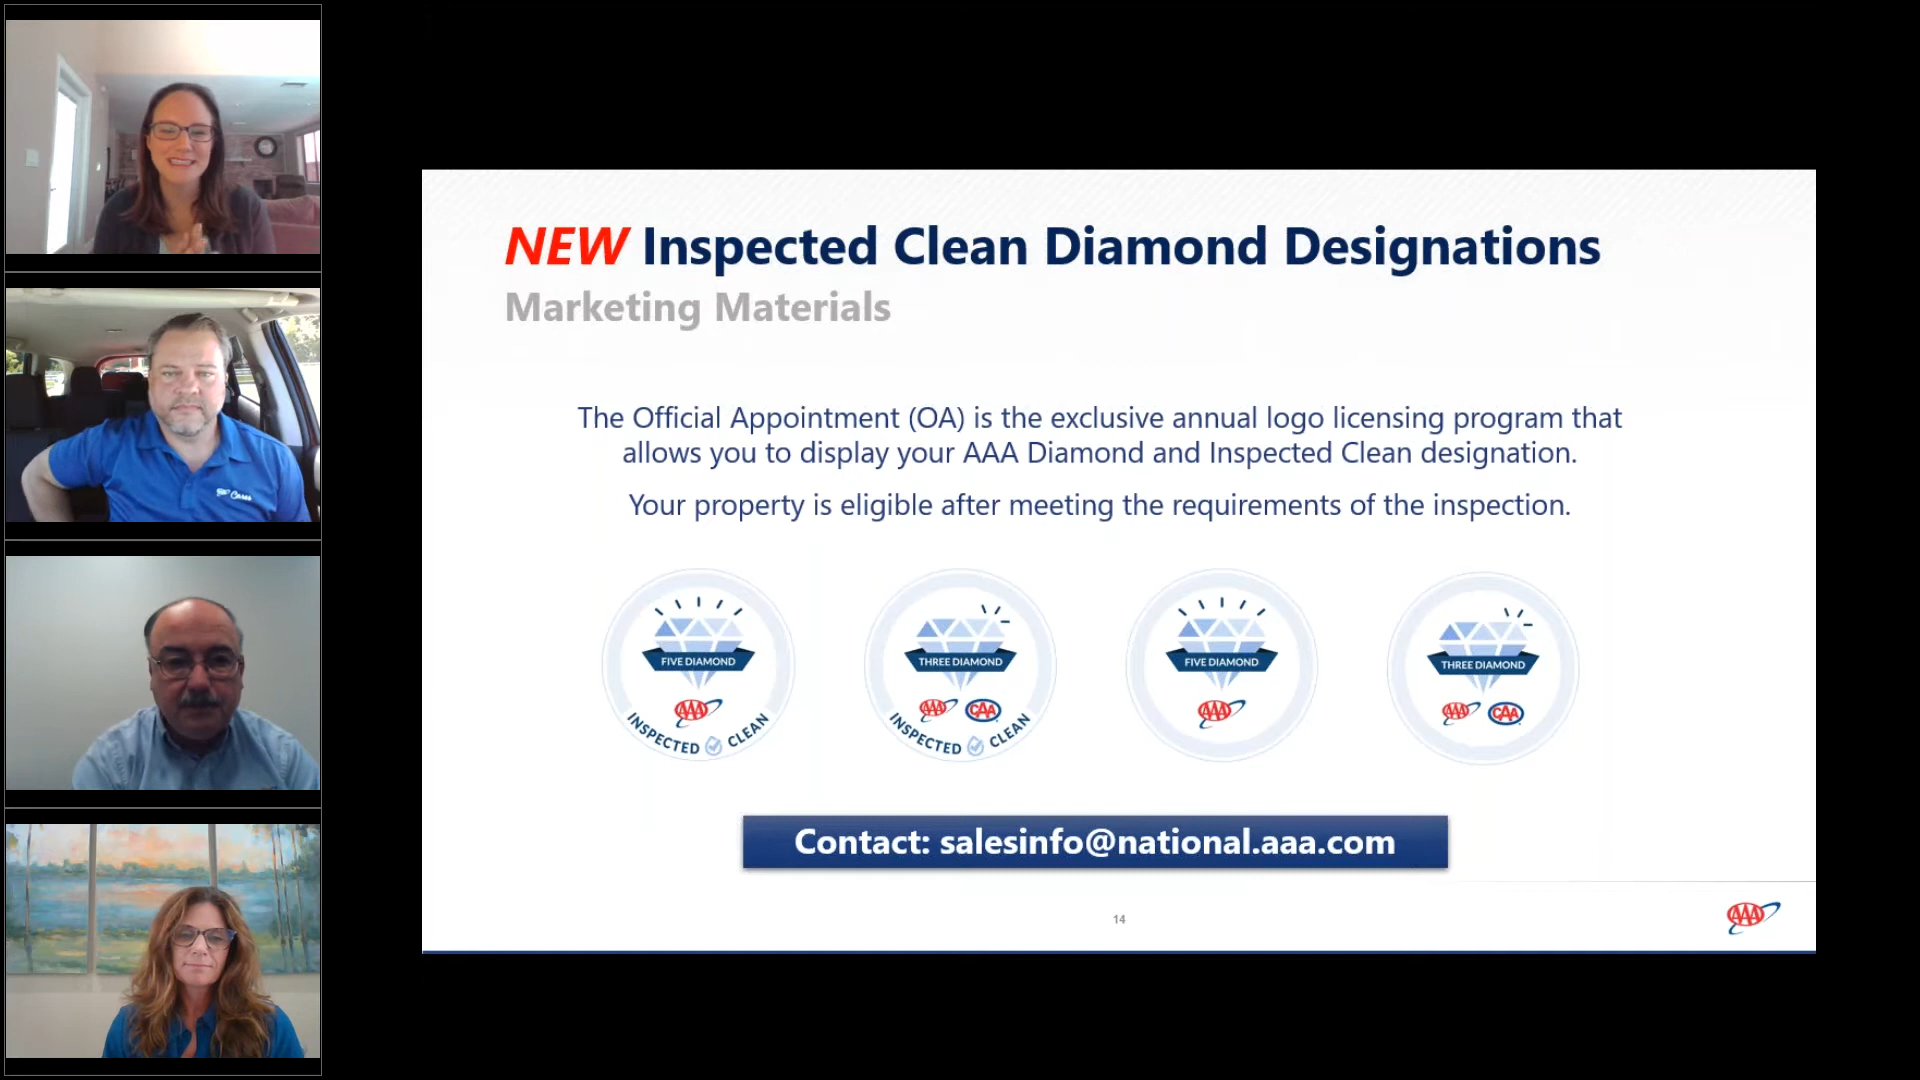 NEW Inspected Clean Diamond Designations
Marketing Materials
The Official Appointment (OA) is the exclusive annual logo licensing program that
allows you to display your AAA Diamond and Inspected Clean designation.
Your property is eligible after meeting the requirements of the inspection.
FIVE DIAMOND
AAA
INSPECTED CLEAN
THREE DIAMOND
AAA CAA
INSPECTED CLEAN
FIVE DIAMOND
AAA
THREE DIAMOND
AAA CAA
Contact: salesinfo@national.aaa.com
14
AAA